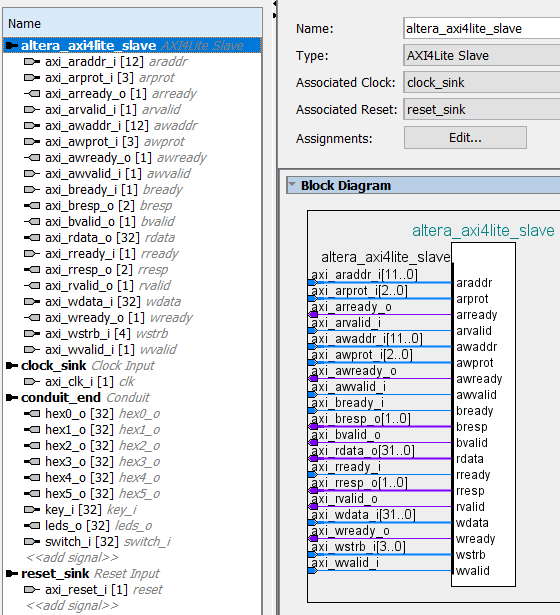 Name
altera_axi4lite_slave AXI4Lite Slave
axi_araddr_i [12] araddr
axi_arprot_i [3] arprot
axi_arready_o [1] arready
axi_arvalid_i [1] arvalid
axi_awaddr_i [12] awaddr
axi_awprot_i [3] awprot
axi_awready_o [1] awready
axi_awvalid_i [1] awvalid
axi_bready_i [1] bready
axi_bresp_o [2] bresp
axi_bvalid_o [1] bvalid
axi_rdata_o [32] rdata
axi_rready_i [1] rready
axi_rresp_o [2] rresp
axi_rvalid_o [1] rvalid
axi_wdata_i [32] wdata
axi_wready_o [1] wready
axi_wstrb_i [4] wstrb
axi_wvalid_i [1] wvalid
clock_sink Clock Input
axi_clk_i [1] clk
conduit_end Conduit
hex0_o [32] hex0_o
hex1_o [32] hex1_o
hex2_o [32] hex2_o
hex3_o [32] hex3_o
hex4_o [32] hex4_o
hex5_o [32] hex5_o
key_i [32] key_i
leds_o [32] leds_o
switch_i [32] switch_i
<<add signal>>
reset_sink Reset Input
axi_reset_i [1] reset
<<add signal>>
Name: altera_axi4lite_slave
Type: AXI4Lite Slave
Associated Clock: clock_sink
Associated Reset: reset_sink
Assignments: Edit...
Block Diagram
altera_axi4lite_slave
altera_axi4lite_slave
axi_araddr_i[11..0] araddr
axi_arprot_i[2..0] arprot
axi_arready_o arready
axi_arvalid_i arvalid
axi_awaddr_i[11..0] awaddr
axi_awprot_i[2..0] awprot
axi_awready_o awready
axi_awvalid_i awvalid
axi_bready_i bready
axi_bresp_o[1..0] bresp
axi_bvalid_o bvalid
axi_rdata_o[31..0] rdata
axi_rready_i rready
axi_rresp_o[1..0] rresp
axi_rvalid_o rvalid
axi_wdata_i[31..0] wdata
axi_wready_o wready
axi_wstrb_i[3..0] wstrb
axi_wvalid_i wvalid